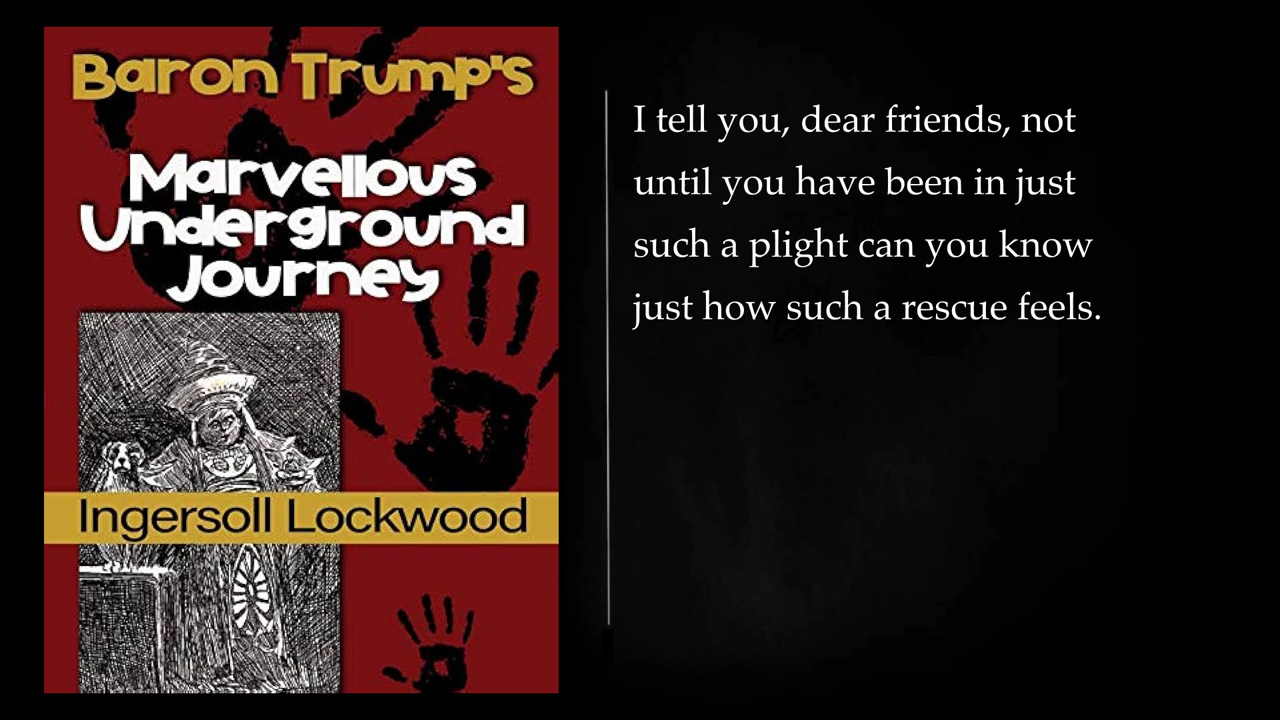 Baron Trump's
Marvellous
Underground
Journey
Ingersoll Lockwood
I tell you, dear friends, not
until you have been in just
such a plight can you know
just how such a rescue feels.